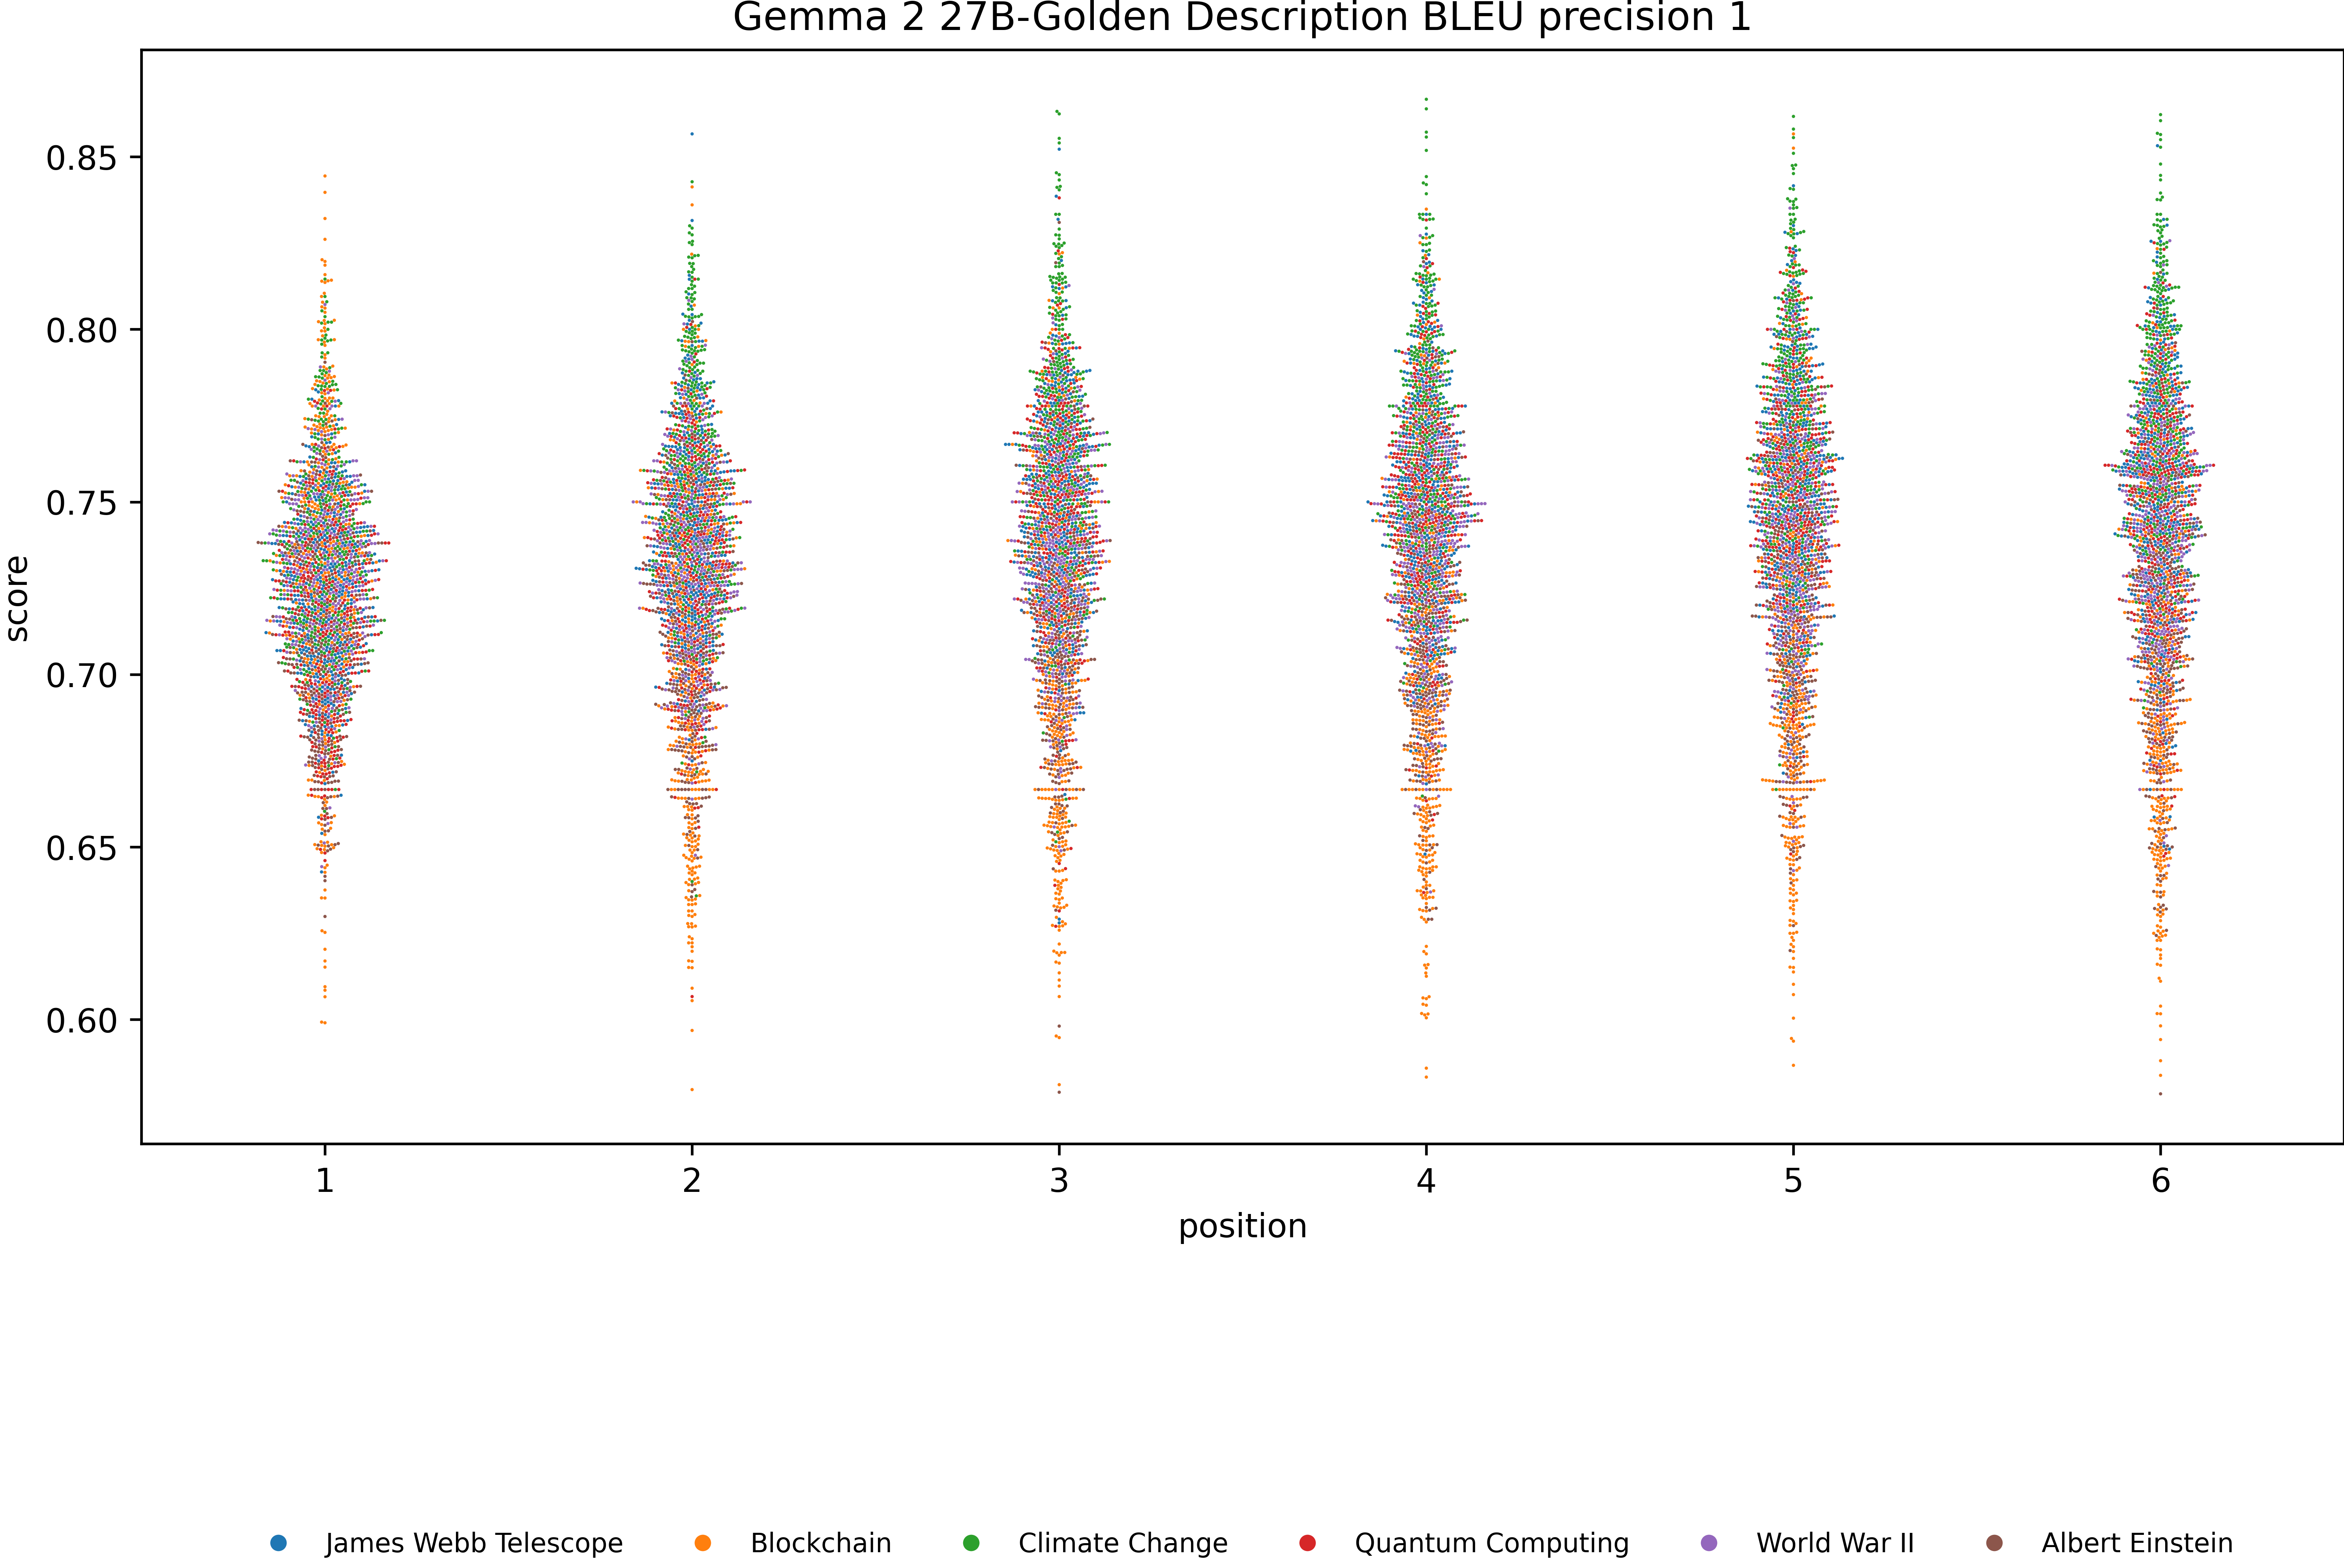 Gemma 2 27B-Golden Description BLEU precision 1
0.85
0.80
0.75
0.70
0.65
0.60
score
1 2 3 4 5 6
position
James Webb Telescope Blockchain Climate Change Quantum Computing World War II Albert Einstein